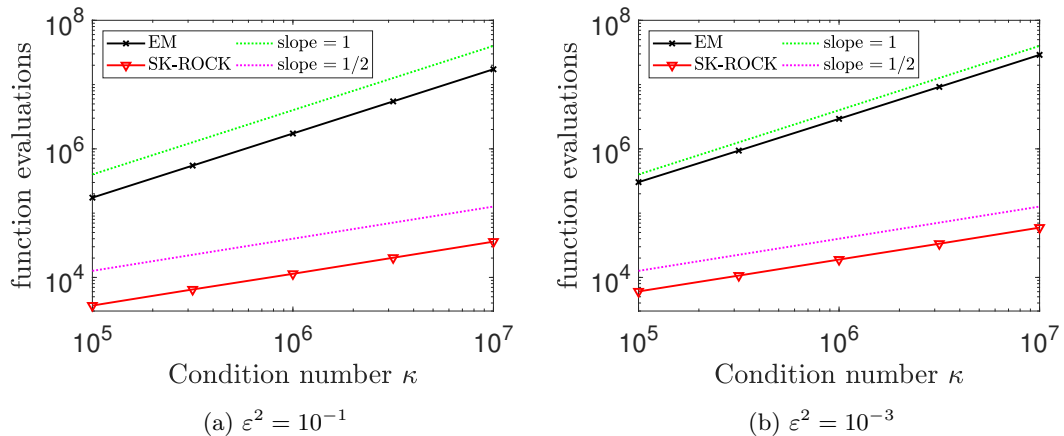 10^8
10^6
10^4
function evaluations
EM
SK-ROCK
slope = 1
slope = 1/2
10^5
10^6
10^7
Condition number κ
(a) ε^2 = 10^{-1}
10^8
10^6
10^4
function evaluations
EM
SK-ROCK
slope = 1
slope = 1/2
10^5
10^6
10^7
Condition number κ
(b) ε^2 = 10^{-3}